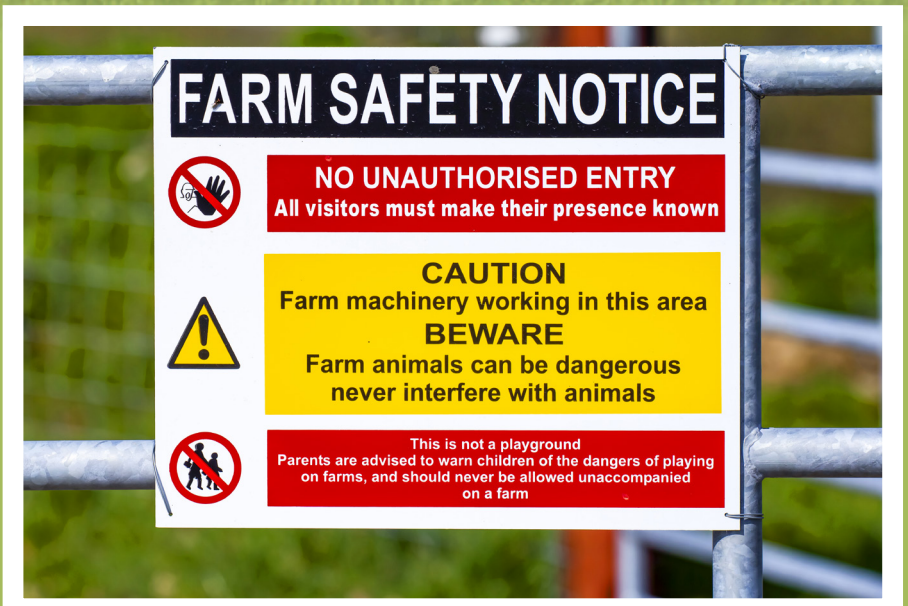 FARM SAFETY NOTICE
NO UNAUTHORISED ENTRY
All visitors must make their presence known
CAUTION
Farm machinery working in this area
BEWARE
Farm animals can be dangerous
never interfere with animals
This is not a playground
Parents are advised to warn children of the dangers of playing
on farms, and should never be allowed unaccompanied
on a farm